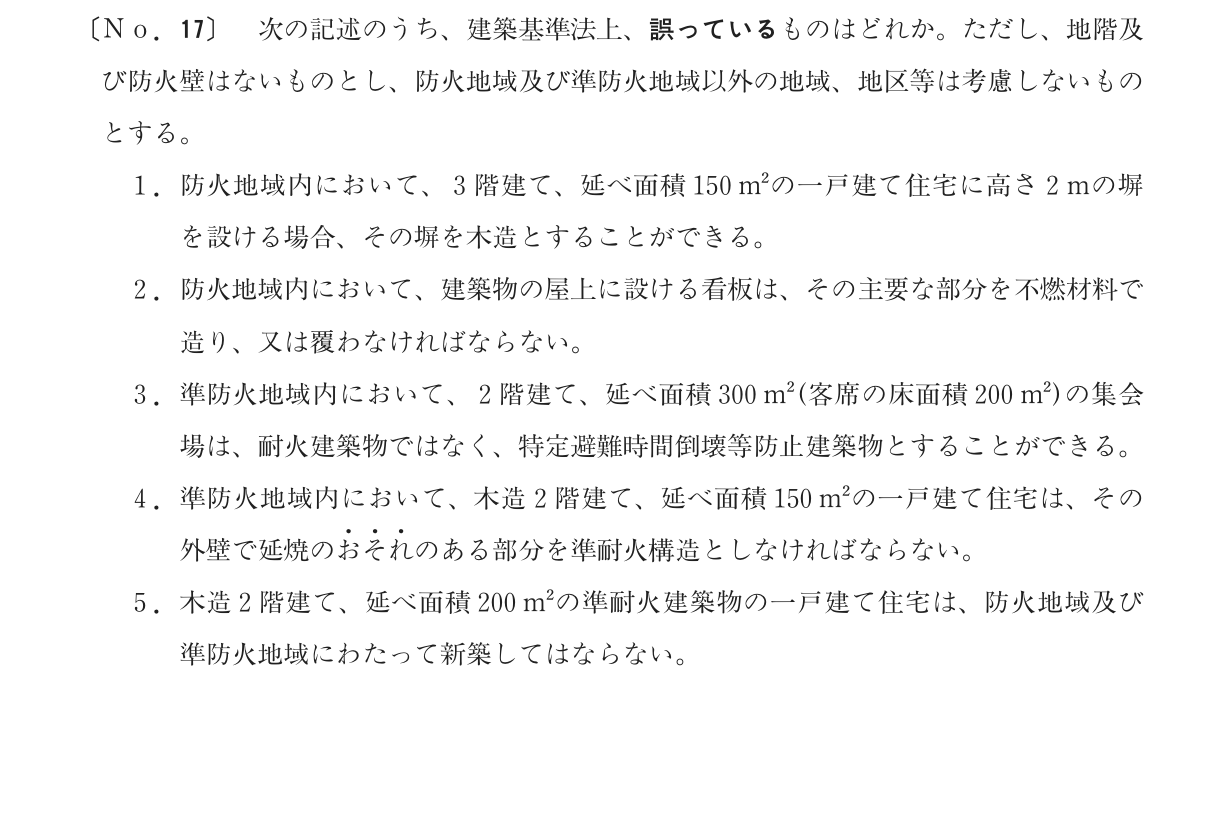 〔Ｎｏ．17〕　次の記述のうち、建築基準法上、誤っているものはどれか。ただし、地階及
び防火壁はないものとし、防火地域及び準防火地域以外の地域、地区等は考慮しないもの
とする。
1．防火地域内において、3階建て、延べ面積150 m²の一戸建て住宅に高さ2 mの塀
を設ける場合、その塀を木造とすることができる。
2．防火地域内において、建築物の屋上に設ける看板は、その主要な部分を不燃材料で
造り、又は覆わなければならない。
3．準防火地域内において、2階建て、延べ面積300 m²(客席の床面積200 m²)の集会
場は、耐火建築物ではなく、特定避難時間倒壊等防止建築物とすることができる。
4．準防火地域内において、木造2階建て、延べ面積150 m²の一戸建て住宅は、その
外壁で延焼のおそれのある部分を準耐火構造としなければならない。
5．木造2階建て、延べ面積200 m²の準耐火建築物の一戸建て住宅は、防火地域及び
準防火地域にわたって新築してはならない。